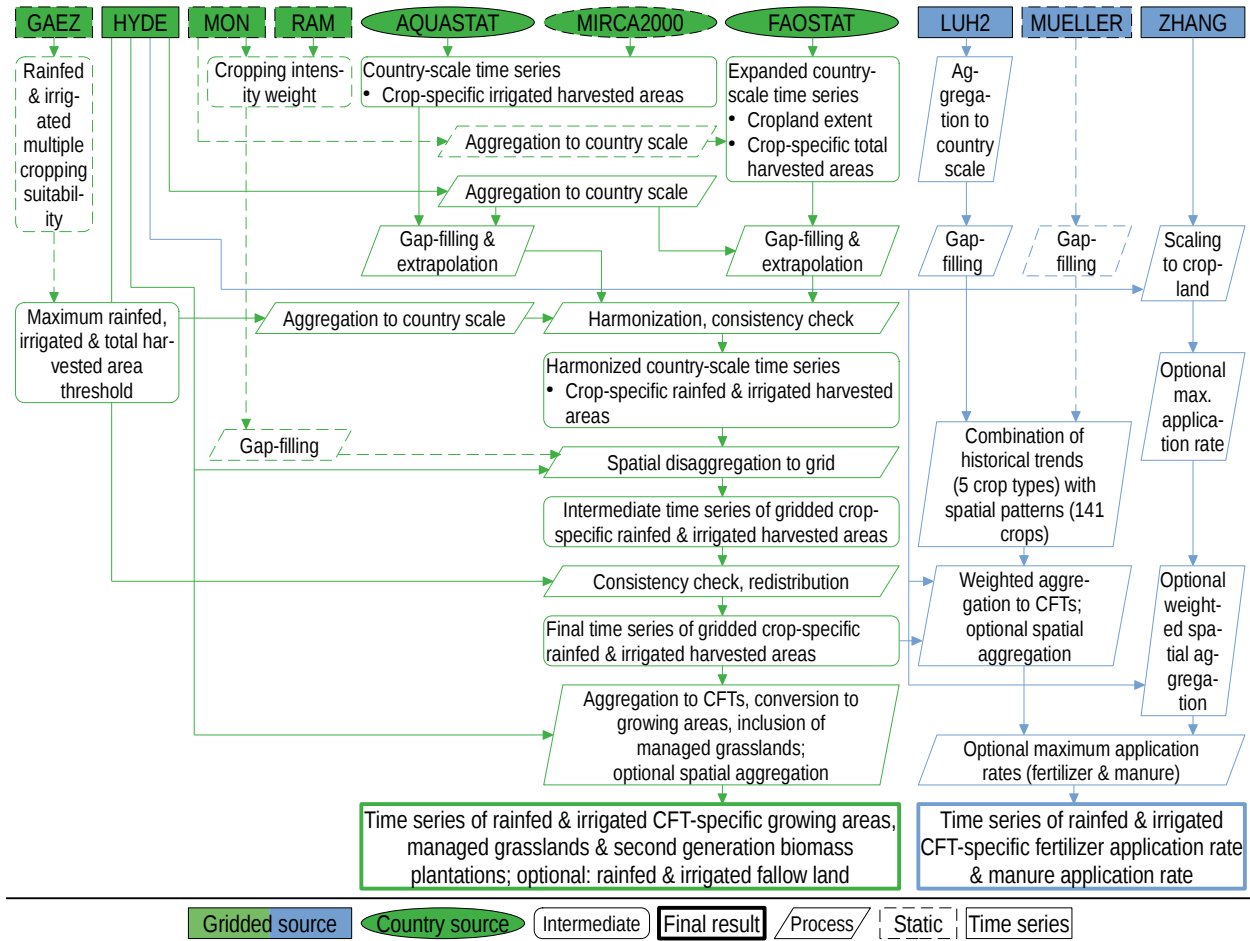 GAEZ
HYDE
MON
RAM
AQUASTAT
MIRCA2000
FAOSTAT
LUH2
MUELLER
ZHANG
Rainfed
& irrig-
ated
multiple
cropping
suitabil-
ity
Cropping intens-
ity weight
Country-scale time series
• Crop-specific irrigated harvested areas
Expanded country-
scale time series
• Cropland extent
• Crop-specific total
harvested areas
Ag-
grega-
tion to
country
scale
Aggregation to country scale
Aggregation to country scale
Gap-filling &
extrapolation
Gap-filling &
extrapolation
Gap-
filling
Gap-
filling
Scaling
to crop-
land
Maximum rainfed,
irrigated & total har-
vested area
threshold
Aggregation to country scale
Harmonization, consistency check
Harmonized country-scale time series
• Crop-specific rainfed & irrigated harvested
areas
Optional
max.
applica-
tion rate
Gap-filling
Spatial disaggregation to grid
Combination of
historical trends
(5 crop types) with
spatial patterns (141
crops)
Intermediate time series of gridded crop-
specific rainfed & irrigated harvested areas
Consistency check, redistribution
Weighted aggre-
gation to CFTs;
optional spatial
aggregation
Optional
weight-
ed spa-
tial ag-
grega-
tion
Final time series of gridded crop-specific
rainfed & irrigated harvested areas
Aggregation to CFTs, conversion to
growing areas, inclusion of
managed grasslands;
optional spatial aggregation
Optional maximum application
rates (fertilizer & manure)
Time series of rainfed & irrigated CFT-specific growing areas,
managed grasslands & second generation biomass
plantations; optional: rainfed & irrigated fallow land
Time series of rainfed & irrigated
CFT-specific fertilizer application rate
& manure application rate
Gridded source
Country source
Intermediate
Final result
Process
Static
Time series